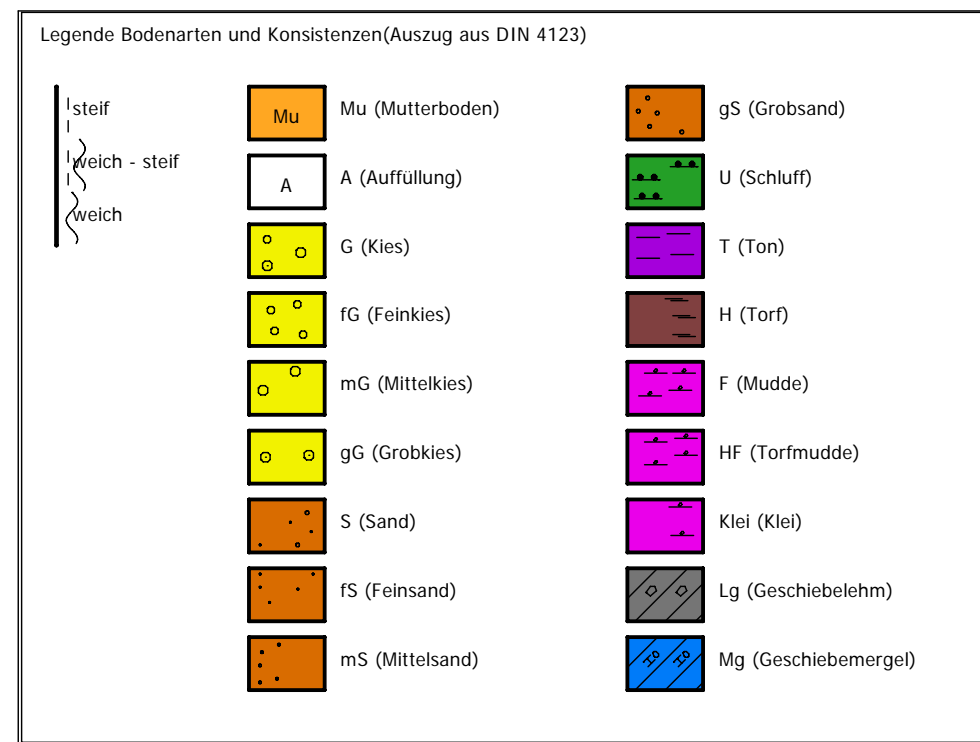 Legende Bodenarten und Konsistenzen(Auszug aus DIN 4123)
steif
weich - steif
weich
Mu
Mu (Mutterboden)
A
A (Auffüllung)
G (Kies)
fG (Feinkies)
mG (Mittelkies)
gG (Grobkies)
S (Sand)
fS (Feinsand)
mS (Mittelsand)
gS (Grobsand)
U (Schluff)
T (Ton)
H (Torf)
F (Mudde)
HF (Torfmudde)
Klei (Klei)
Lg (Geschiebelehm)
Mg (Geschiebemergel)